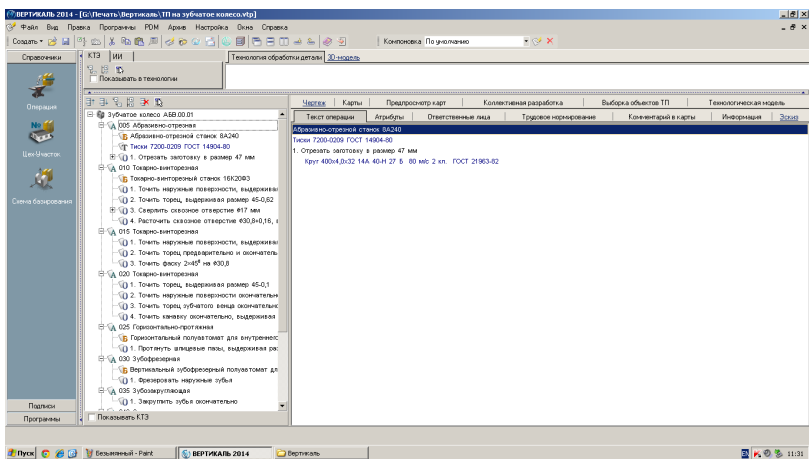 ВЕРТИКАЛЬ 2014 - [G:\Печать\Вертикаль\ТП на зубчатое колесо.vtp]
Файл Вид Правка Программы PDM Архив Настройка Окна Справка
Создать Компоновка По умолчанию
Справочники
КТЭ ИИ
Технология обработки детали 3D-модель
Показывать в технологии
Операция
Цех-Участок
Схема базирования
Подписи
Программы
Зубчатое колесо АБВ.00.01
005 Абразивно-отрезная
Абразивно-отрезной станок 8А240
Тиски 7200-0209 ГОСТ 14904-80
1. Отрезать заготовку в размер 47 мм
010 Токарно-винторезная
Токарно-винторезный станок 16К20Ф3
1. Точить наружные поверхности, выдержива
2. Точить торец, выдерживая размер 45-0,62
3. Сверлить сквозное отверстие Ф17 мм
4. Расточить сквозное отверстие Ф30,8+0,16,
015 Токарно-винторезная
1. Точить наружные поверхности, выдержива
2. Точить торец предварительно и окончатель
3. Точить фаску 2×45° на Ф30,8
020 Токарно-винторезная
1. Точить торец, выдерживая размер 45-0,1
2. Точить наружные поверхности окончательн
3. Точить торец зубчатого венца окончательн
4. Точить канавку окончательно, выдерживая
025 Горизонтально-протяжная
Горизонтальный полуавтомат для внутреннег
1. Протянуть шлицевые пазы, выдерживая ра
030 Зубофрезерная
Вертикальный зубофрезерный полуавтомат дл
1. Фрезеровать наружные зубья
035 Зубозакругляющая
1. Закруглить зубья окончательно
Показывать КТЭ
Чертеж Карты Предпросмотр карт Коллективная разработка Выборка объектов ТП Технологическая модель
Текст операции Атрибуты Ответственные лица Трудовое нормирование Комментарий в карты Информация Эскиз
Абразивно-отрезной станок 8А240
Тиски 7200-0209 ГОСТ 14904-80
1. Отрезать заготовку в размер 47 мм
Круг 400х4,0х32 14А 40-Н 27 Б 80 м/с 2 кл. ГОСТ 21963-82
Пуск Безымянный - Paint ВЕРТИКАЛЬ 2014 Вертикаль EN 11:31